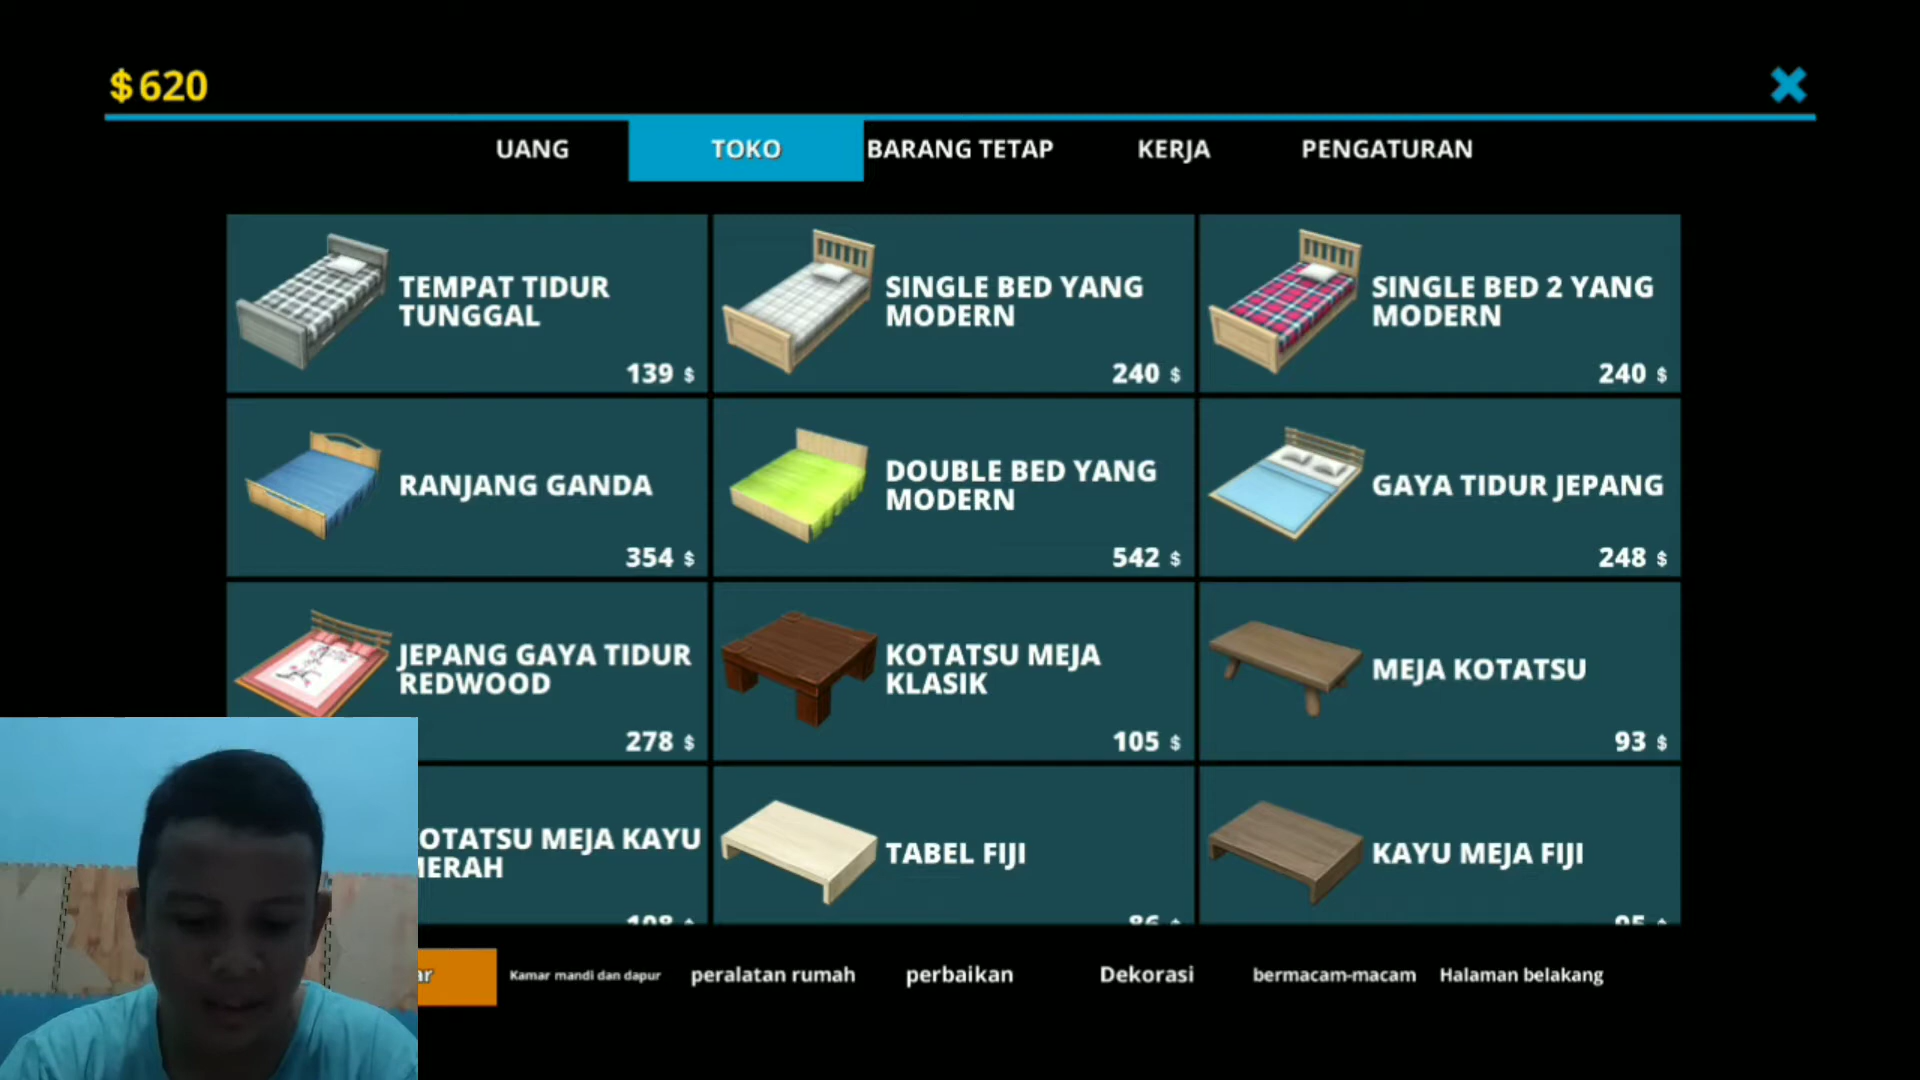 $620
UANG TOKO BARANG TETAP KERJA PENGATURAN
TEMPAT TIDUR
TUNGGAL
139 $
SINGLE BED YANG
MODERN
240 $
SINGLE BED 2 YANG
MODERN
240 $
RANJANG GANDA
354 $
DOUBLE BED YANG
MODERN
542 $
GAYA TIDUR JEPANG
248 $
JEPANG GAYA TIDUR
REDWOOD
278 $
KOTATSU MEJA
KLASIK
105 $
MEJA KOTATSU
93 $
OTATSU MEJA KAYU
ERAH
TABEL FIJI
KAYU MEJA FIJI
ar Kamar mandi dan dapur peralatan rumah perbaikan Dekorasi bermacam-macam Halaman belakang